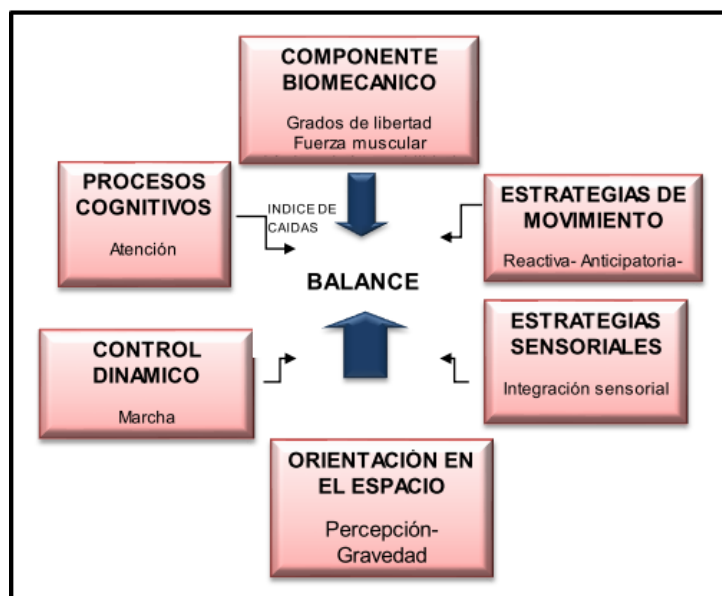 COMPONENTE
BIOMECANICO
Grados de libertad
Fuerza muscular
PROCESOS
COGNITIVOS
Atención
INDICE DE
CAIDAS
ESTRATEGIAS DE
MOVIMIENTO
Reactiva- Anticipatoria-
BALANCE
CONTROL
DINAMICO
Marcha
ESTRATEGIAS
SENSORIALES
Integración sensorial
ORIENTACIÒN EN
EL ESPACIO
Percepción-
Gravedad